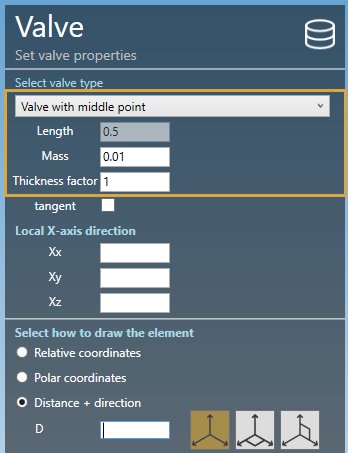 Valve
Set valve properties
Select valve type
Valve with middle point
Length 0.5
Mass 0.01
Thickness factor 1
tangent
Local X-axis direction
Xx
Xy
Xz
Select how to draw the element
Relative coordinates
Polar coordinates
Distance + direction
D